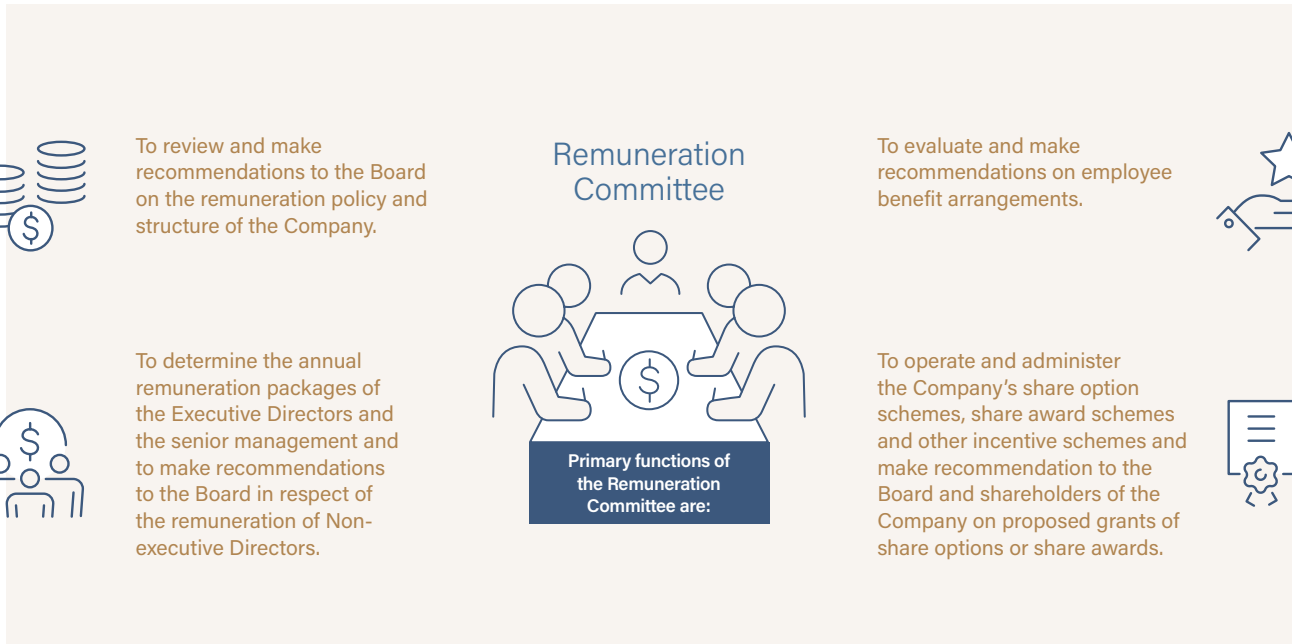 Remuneration
Committee
Primary functions of
the Remuneration
Committee are:
To review and make
recommendations to the Board
on the remuneration policy and
structure of the Company.
To determine the annual
remuneration packages of
the Executive Directors and
the senior management and
to make recommendations
to the Board in respect of
the remuneration of Non-
executive Directors.
To evaluate and make
recommendations on employee
benefit arrangements.
To operate and administer
the Company’s share option
schemes, share award schemes
and other incentive schemes and
make recommendation to the
Board and shareholders of the
Company on proposed grants of
share options or share awards.
$
$
$